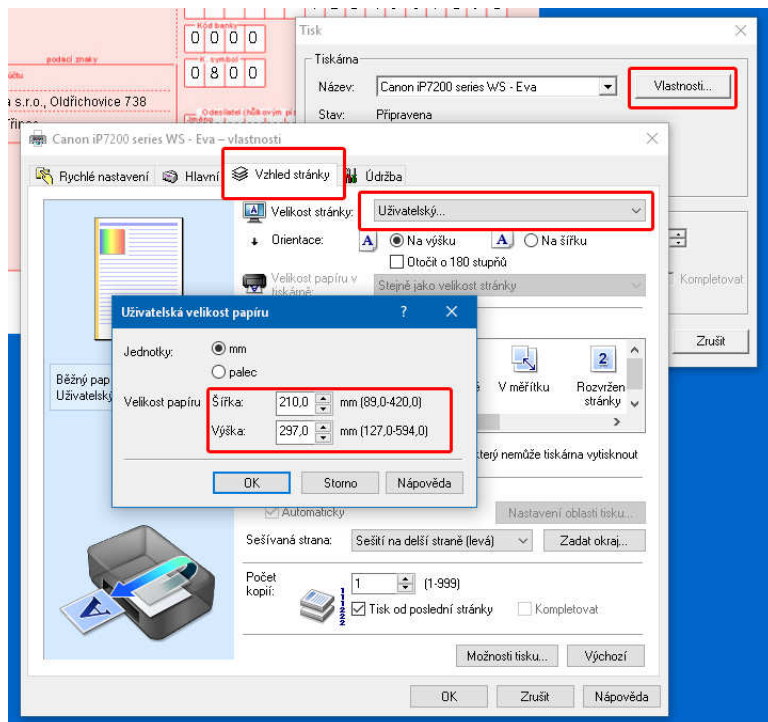 Kód banky
0 0 0 0
podací znaky
K. symbol
0 8 0 0
s.r.o., Oldřichovice 738
Tisk
Tiskárna
Název: Canon iP7200 series WS - Eva Vlastnosti...
Stav: Připravena
Kompletovat
Zrušit
Canon iP7200 series WS - Eva – vlastnosti
Rychlé nastavení Hlavní Vzhled stránky Údržba
Velikost stránky: Uživatelský...
Orientace: A Na výšku A Na šířku
Otočit o 180 stupňů
Velikost papíru v tiskárně: Stejné jako velikost stránky
V měřítku
2
Rozvržen stránky
Běžný pap
Uživatelsk
který nemůže tiskárna vytisknout
Uživatelská velikost papíru ?
Jednotky: mm
palec
Velikost papíru Šířka: 210,0 mm (89,0-420,0)
Výška: 297,0 mm (127,0-594,0)
OK Storno Nápověda
Automaticky Nastavení oblasti tisku...
Sešívaná strana: Sešití na delší straně (levá) Zadat okraj...
Počet kopií: 1 (1-999)
112222
Tisk od poslední stránky Kompletovat
Možnosti tisku... Výchozí
OK Zrušit Nápověda